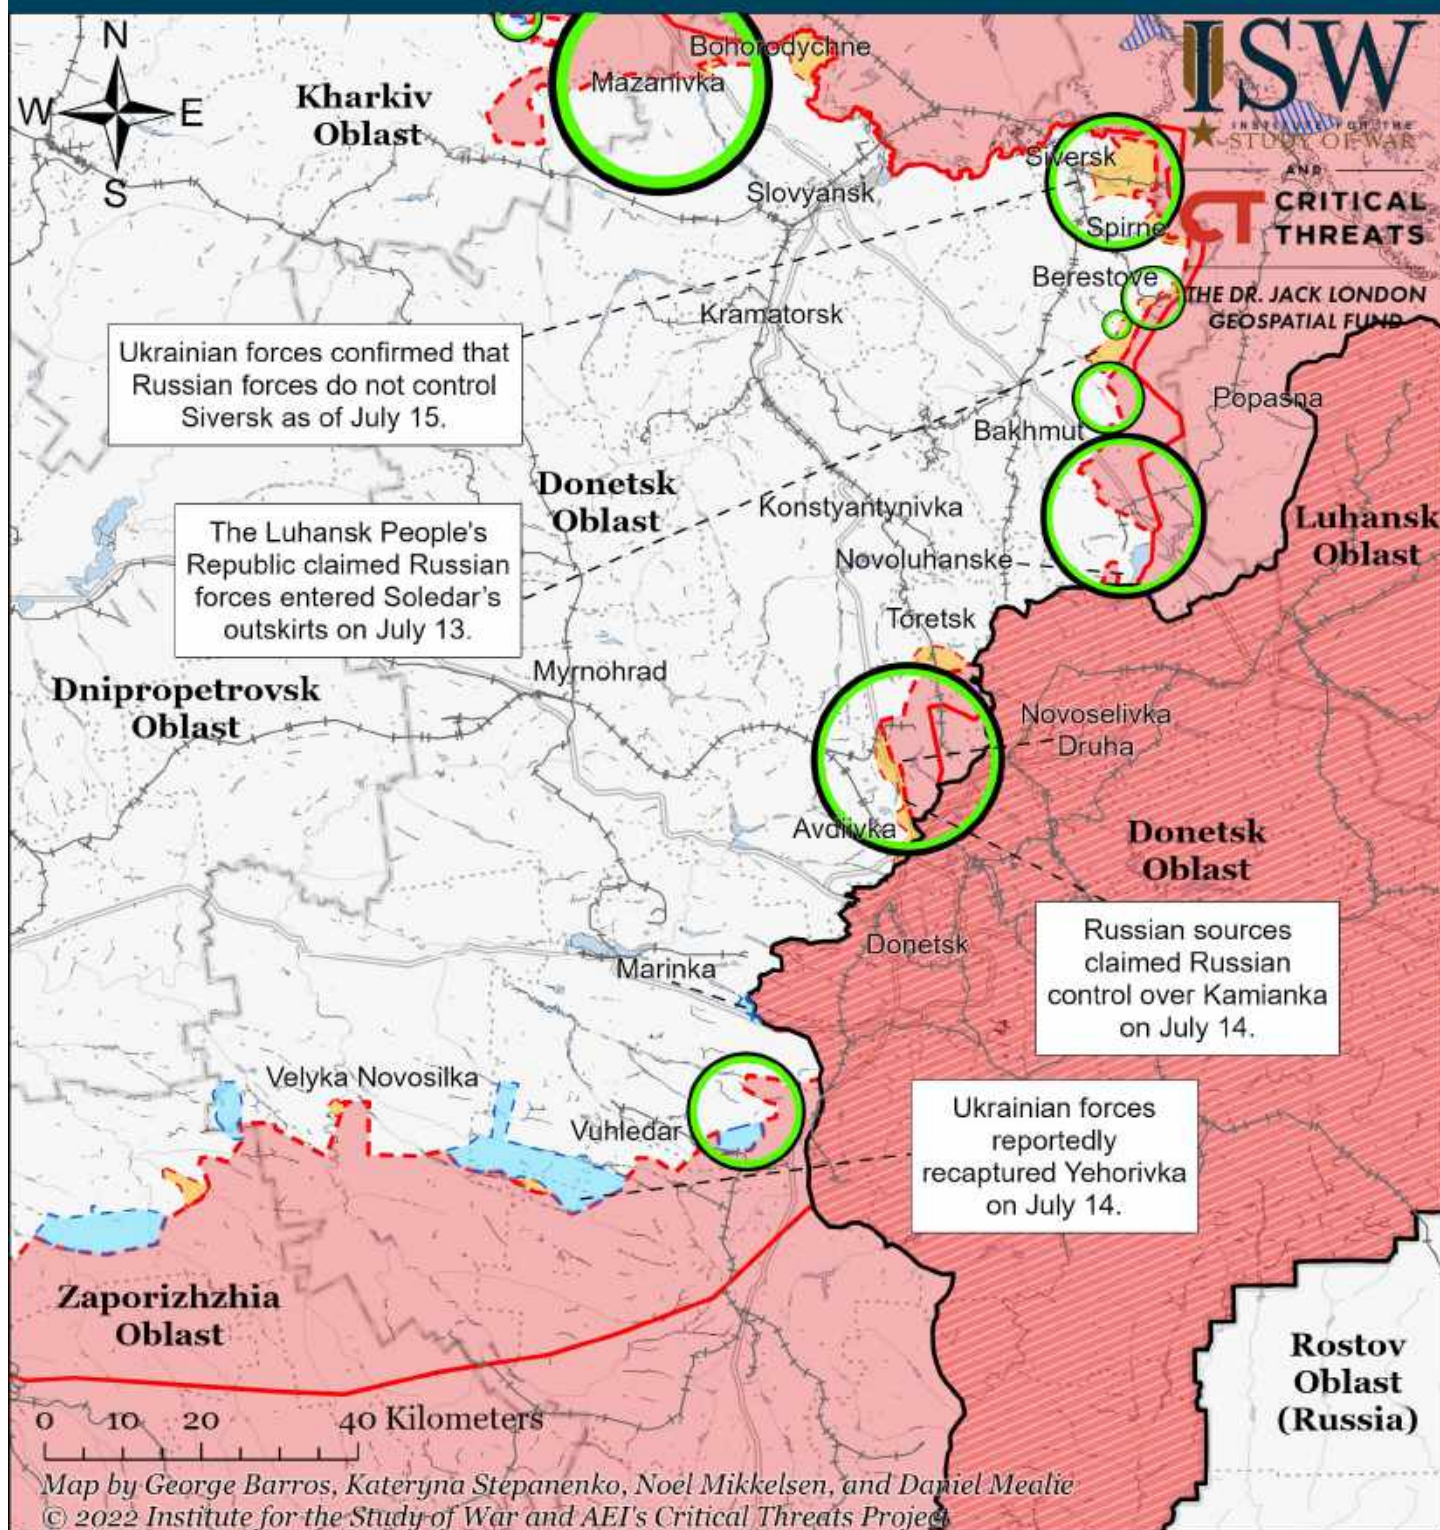 N
W
E
S
Kharkiv
Oblast
Bohorodychne
Mazanivka
ISW
INSTITUTE FOR THE
STUDY OF WAR
AND
CT CRITICAL
THREATS
THE DR. JACK LONDON
GEOSPATIAL FUND
Siversk
Slovyansk
Spirne
Berestove
Kramatorsk
Ukrainian forces confirmed that
Russian forces do not control
Siversk as of July 15.
Popasna
Bakhmut
Donetsk
Oblast
Konstyantynivka
Luhansk
Oblast
The Luhansk People's
Republic claimed Russian
forces entered Soledar’s
outskirts on July 13.
Novoluhanske
Toretsk
Myrnohrad
Dnipropetrovsk
Oblast
Novoselivka
Druha
Avdiivka
Donetsk
Oblast
Donetsk
Marinka
Russian sources
claimed Russian
control over Kamianka
on July 14.
Velyka Novosilka
Vuhledar
Ukrainian forces
reportedly
recaptured Yehorivka
on July 14.
Zaporizhzhia
Oblast
Rostov
Oblast
(Russia)
0 10 20 40 Kilometers
Map by George Barros, Kateryna Stepanenko, Noel Mikkelsen, and Daniel Mealie
© 2022 Institute for the Study of War and AEI's Critical Threats Project